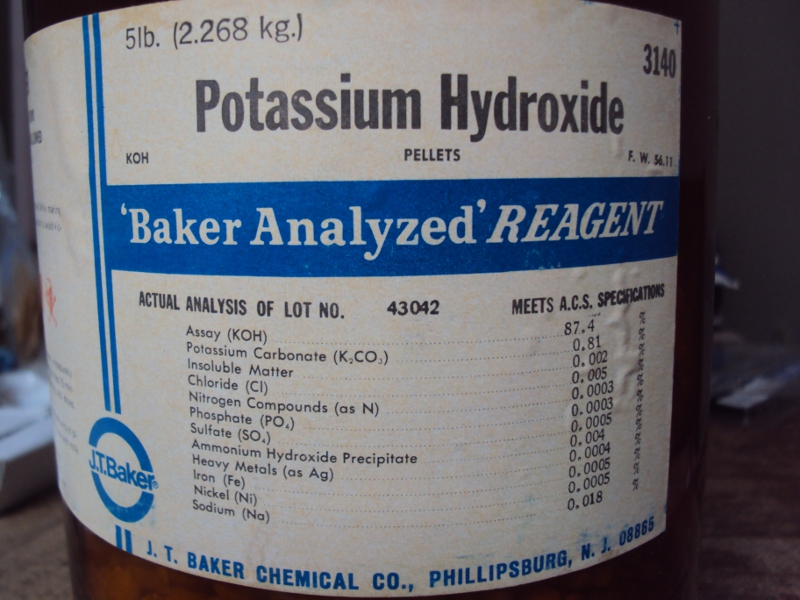 5lb. (2.268 kg.)
3140
Potassium Hydroxide
KOH PELLETS F. W. 56.11
'Baker Analyzed' REAGENT
ACTUAL ANALYSIS OF LOT NO. 43042 MEETS A.C.S. SPECIFICATIONS
Assay (KOH) 87.4 %
Potassium Carbonate (K₂CO₃) 0.81 %
Insoluble Matter 0.002 %
Chloride (Cl) 0.005 %
Nitrogen Compounds (as N) 0.0003 %
Phosphate (PO₄) 0.0003 %
Sulfate (SO₄) 0.0005 %
Ammonium Hydroxide Precipitate 0.004 %
Heavy Metals (as Ag) 0.0004 %
Iron (Fe) 0.0005 %
Nickel (Ni) 0.0005 %
Sodium (Na) 0.018 %
J.T.Baker®
J. T. BAKER CHEMICAL CO., PHILLIPSBURG, N. J. 08865